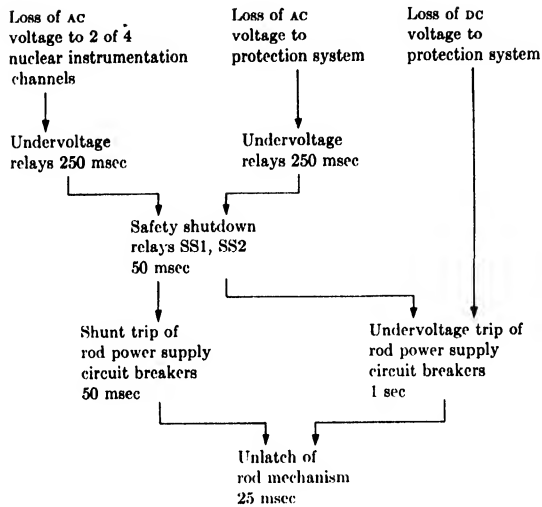 Loss of AC
voltage to 2 of 4
nuclear instrumentation
channels
Loss of AC
voltage to
protection system
Loss of DC
voltage to
protection system
Undervoltage
relays 250 msec
Undervoltage
relays 250 msec
Safety shutdown
relays SS1, SS2
50 msec
Shunt trip of
rod power supply
circuit breakers
50 msec
Undervoltage trip of
rod power supply
circuit breakers
1 sec
Unlatch of
rod mechanism
25 msec